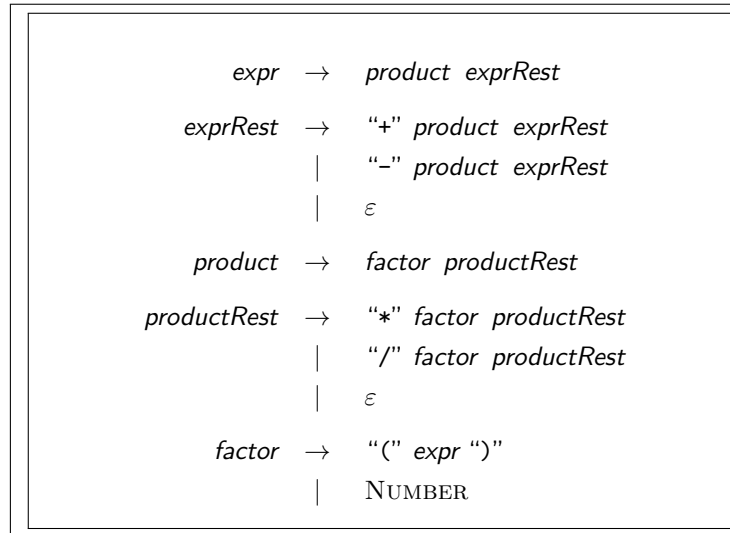 expr → product exprRest
exprRest → “+” product exprRest
| “-” product exprRest
| ε
product → factor productRest
productRest → “*” factor productRest
| “/” factor productRest
| ε
factor → “(” expr “)”
| NUMBER